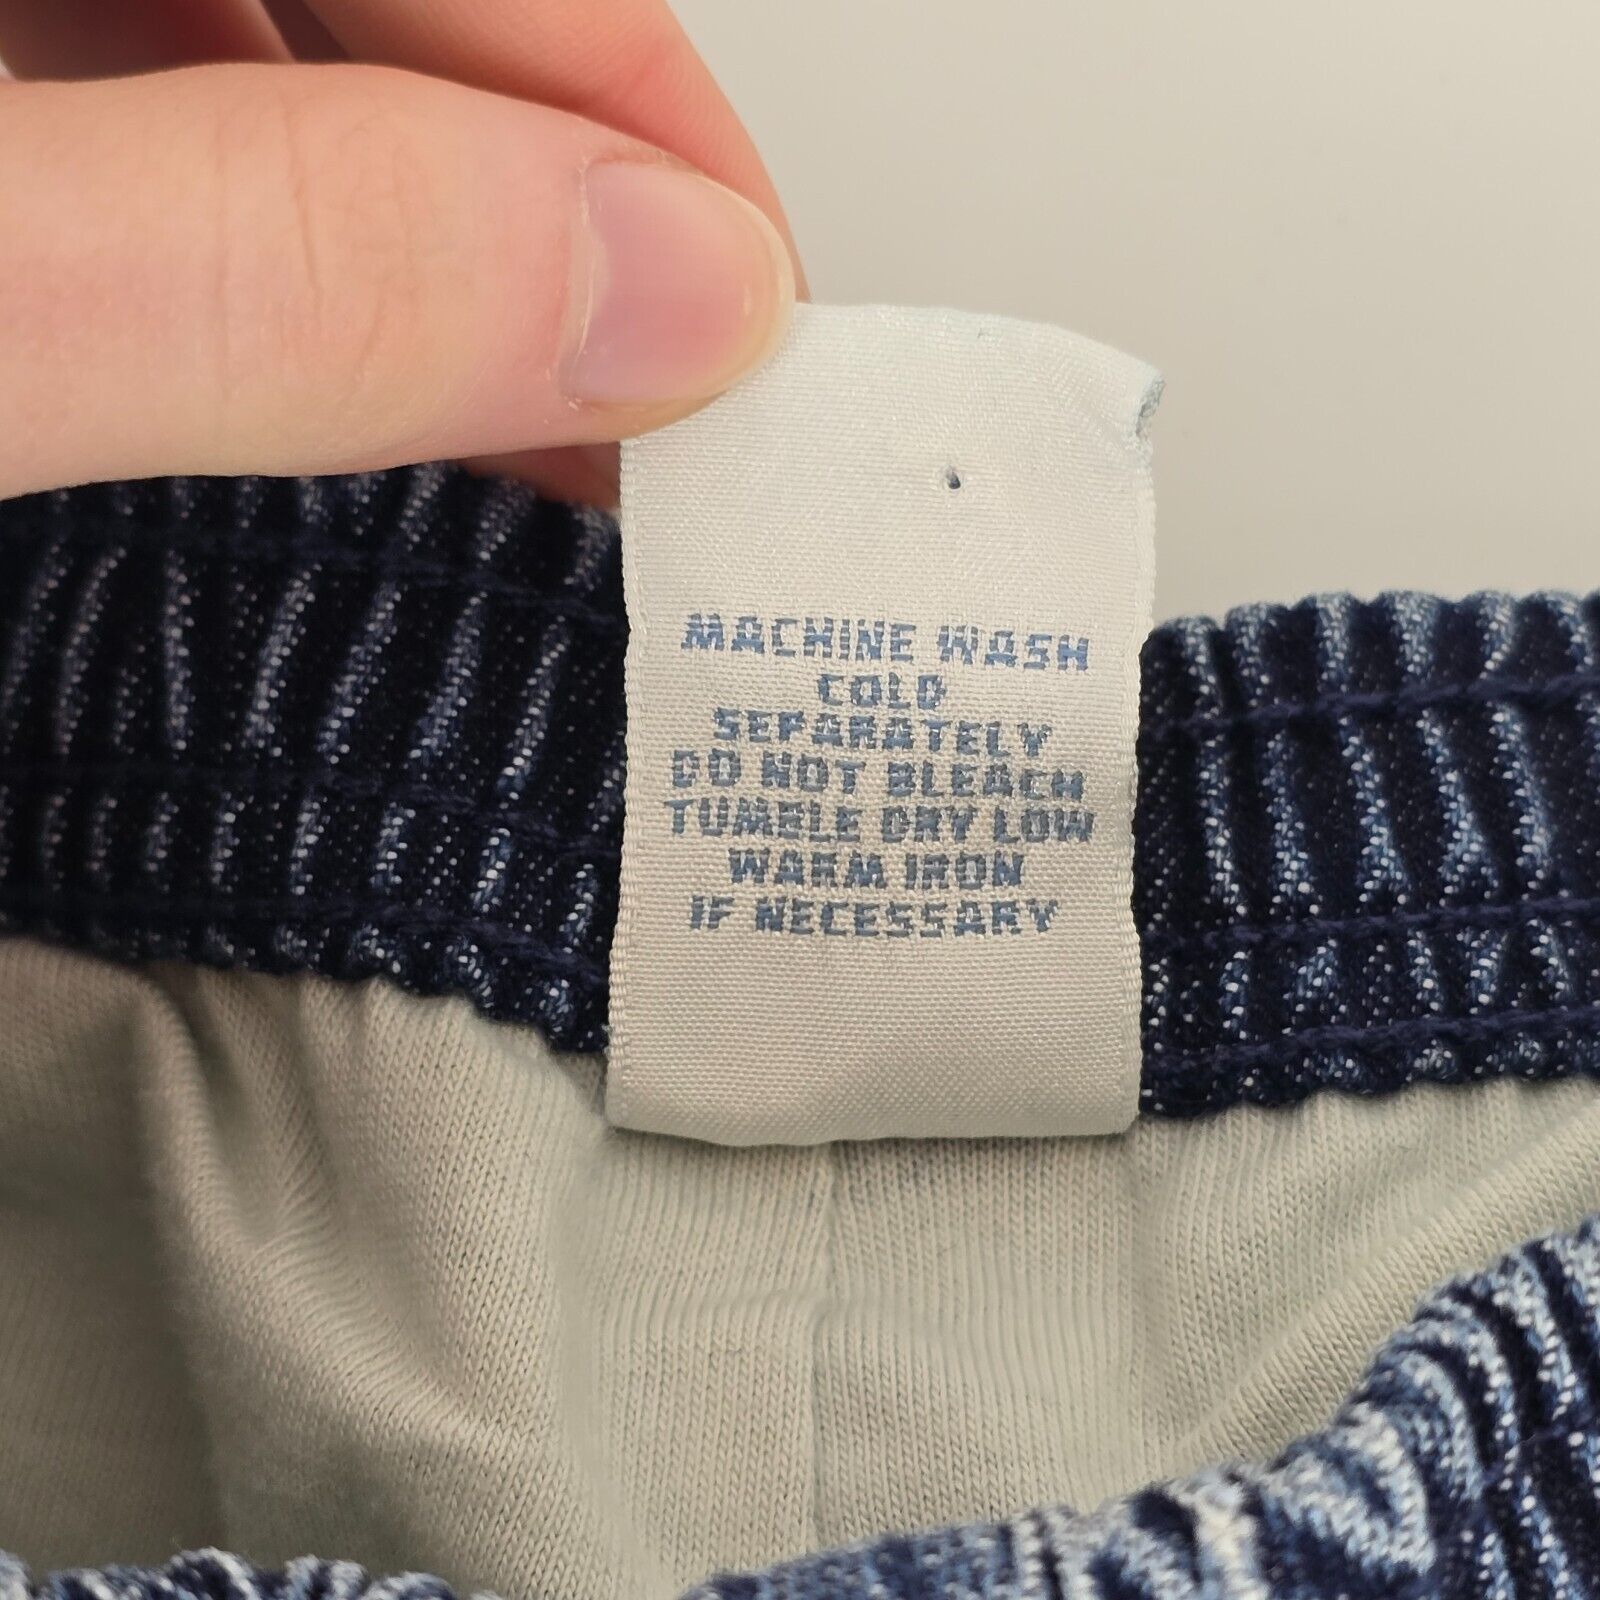 MACHINE WASH
COLD
SEPARATELY
DO NOT BLEACH
TUMBLE DRY LOW
WARM IRON
IF NECESSARY